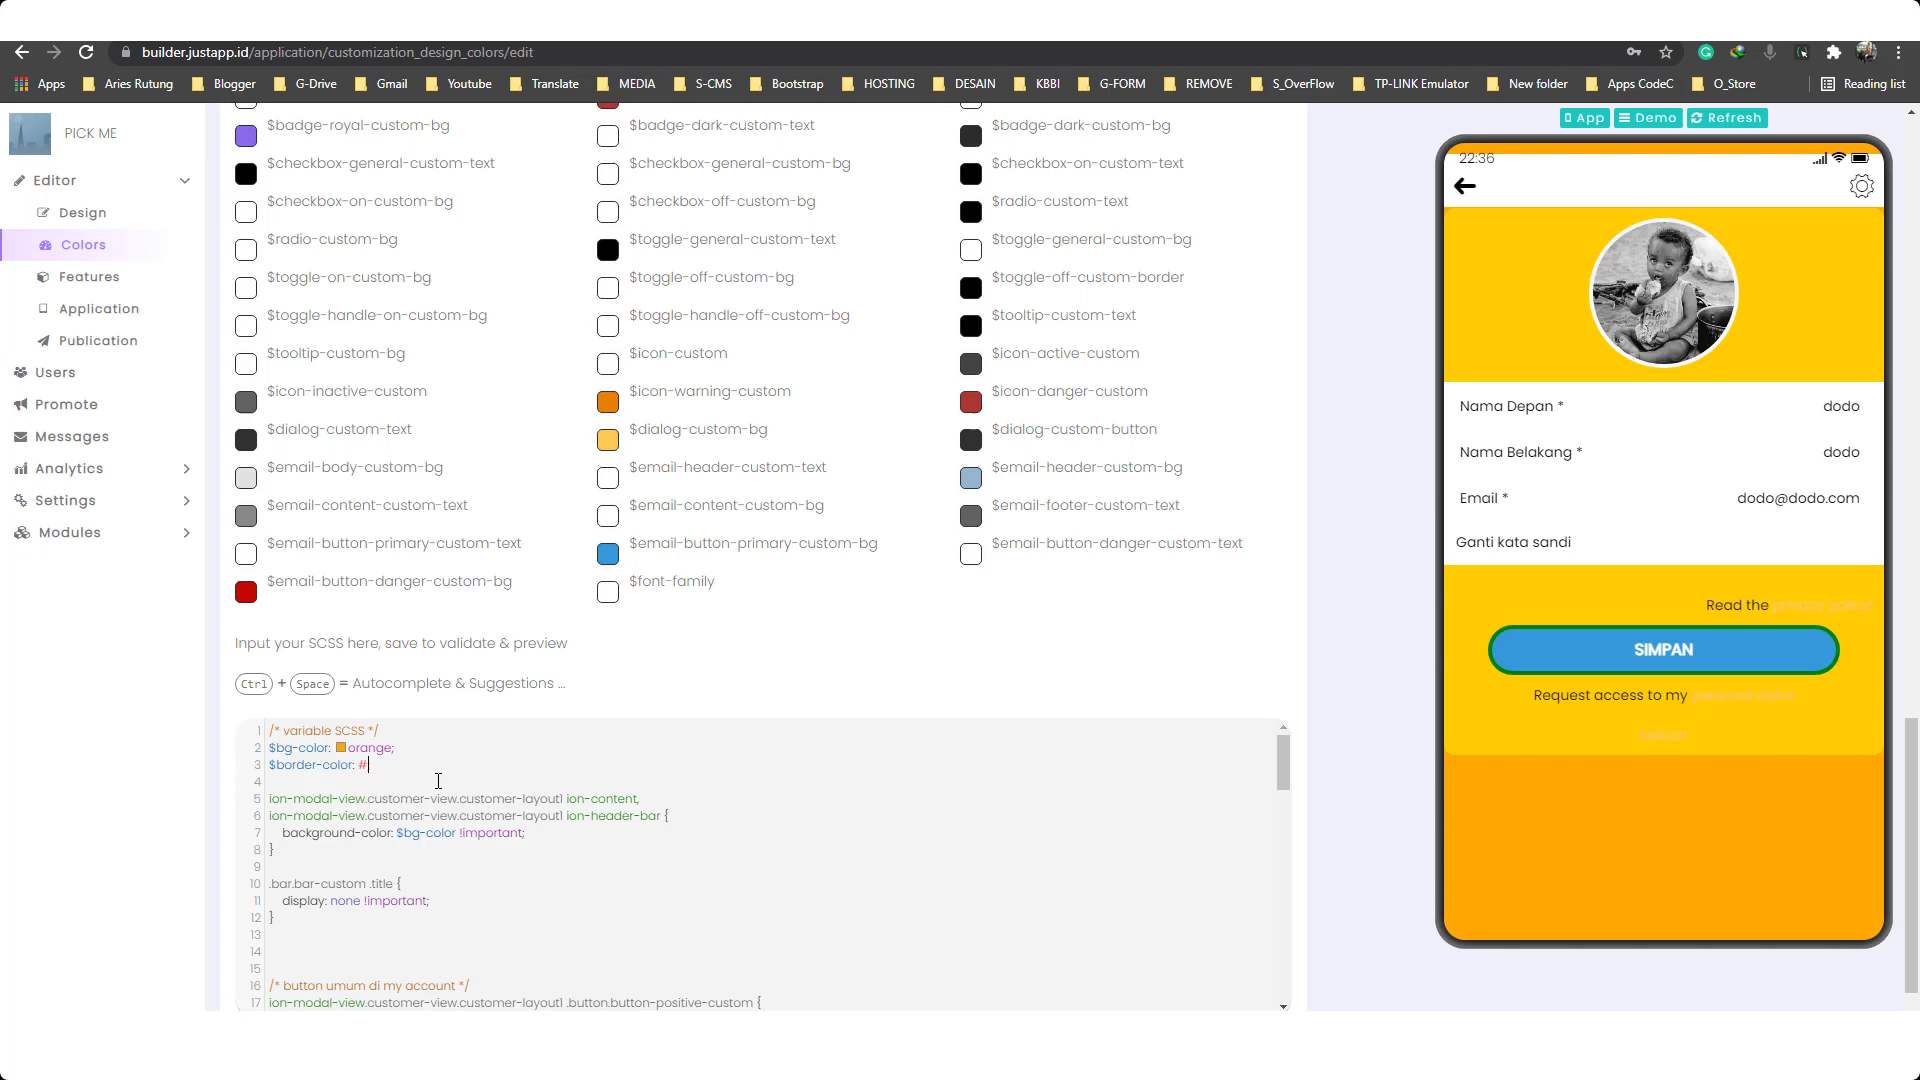 builder.justapp.id/application/customization_design_colors/edit
Apps Aries Rutung Blogger G-Drive Gmail Youtube Translate MEDIA S-CMS Bootstrap HOSTING DESAIN KBBI G-FORM REMOVE S_OverFlow TP-LINK Emulator New folder Apps CodeC O_Store Reading list
PICK ME
Editor
Design
Colors
Features
Application
Publication
Users
Promote
Messages
Analytics
Settings
Modules
$badge-royal-custom-bg $badge-dark-custom-text $badge-dark-custom-bg
$checkbox-general-custom-text $checkbox-general-custom-bg $checkbox-on-custom-text
$checkbox-on-custom-bg $checkbox-off-custom-bg $radio-custom-text
$radio-custom-bg $toggle-general-custom-text $toggle-general-custom-bg
$toggle-on-custom-bg $toggle-off-custom-bg $toggle-off-custom-border
$toggle-handle-on-custom-bg $toggle-handle-off-custom-bg $tooltip-custom-text
$tooltip-custom-bg $icon-custom $icon-active-custom
$icon-inactive-custom $icon-warning-custom $icon-danger-custom
$dialog-custom-text $dialog-custom-bg $dialog-custom-button
$email-body-custom-bg $email-header-custom-text $email-header-custom-bg
$email-content-custom-text $email-content-custom-bg $email-footer-custom-text
$email-button-primary-custom-text $email-button-primary-custom-bg $email-button-danger-custom-text
$email-button-danger-custom-bg $font-family
Input your SCSS here, save to validate & preview
Ctrl + Space = Autocomplete & Suggestions ...
1 /* variable SCSS */
2 $bg-color: orange;
3 $border-color: #
4
5 ion-modal-view.customer-view.customer-layout1 ion-content,
6 ion-modal-view.customer-view.customer-layout1 ion-header-bar {
7 background-color: $bg-color !important;
8 }
9
10 .bar.bar-custom .title {
11 display: none !important;
12 }
13
14
15
16 /* button umum di my account */
17 ion-modal-view.customer-view.customer-layout1 .button.button-positive-custom {
App Demo Refresh
22:36
Nama Depan * dodo
Nama Belakang * dodo
Email * dodo@dodo.com
Ganti kata sandi
Read the privacy policy
SIMPAN
Request access to my personal data